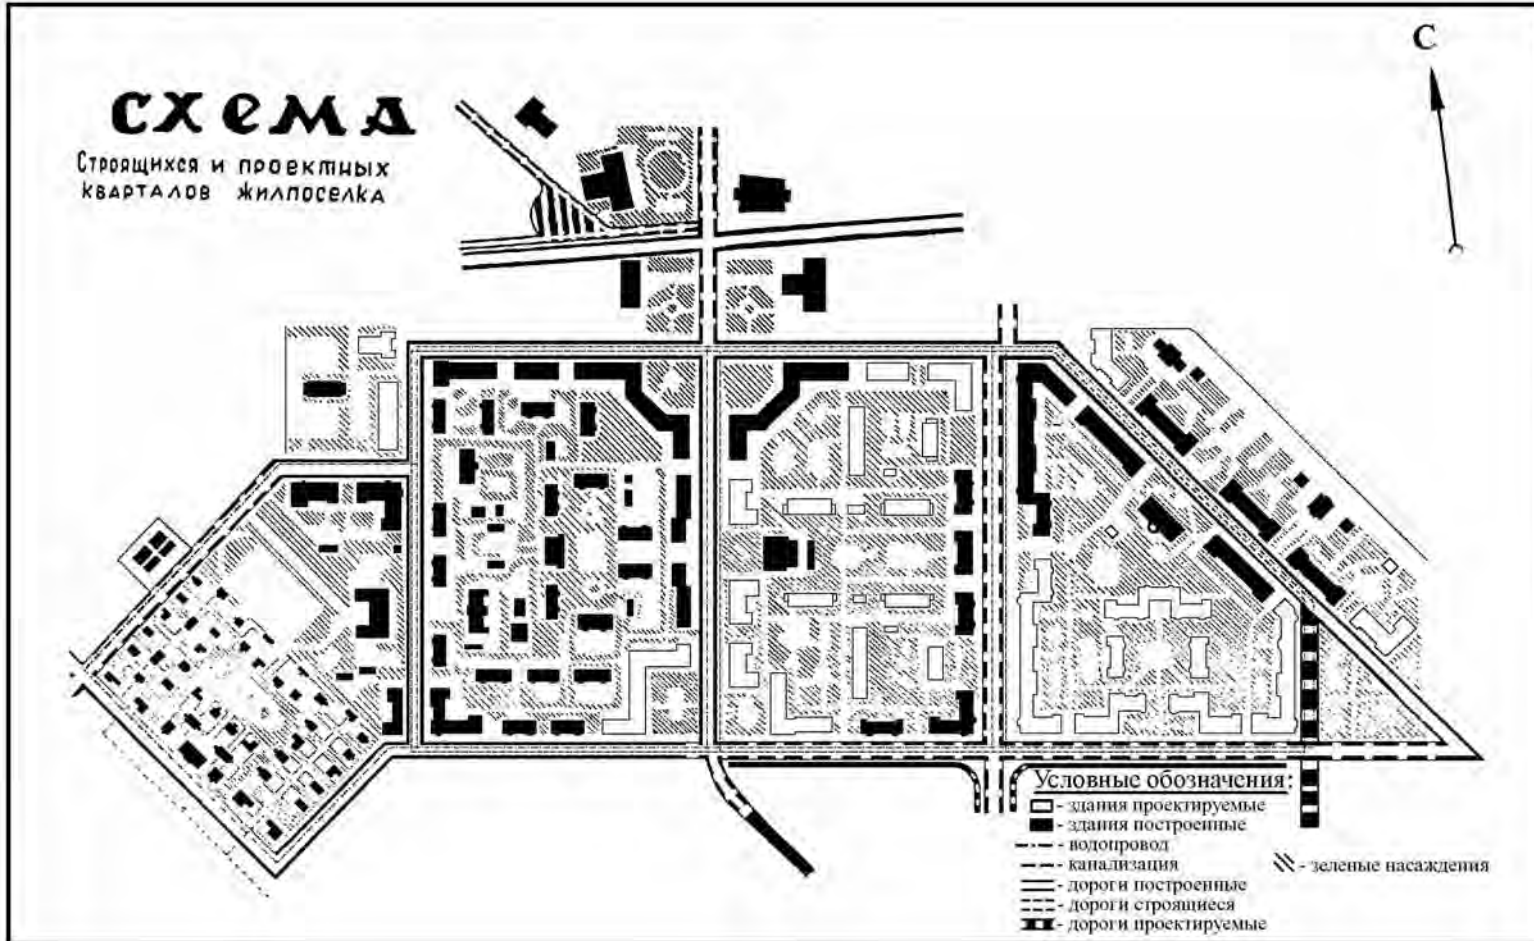 С
схема
Строящихся и проектных
кварталов жилпоселка
Условные обозначения:
- здания проектируемые
- здания построенные
- водопровод
- канализация
- зеленые насаждения
- дороги построенные
- дороги строящиеся
- дороги проектируемые